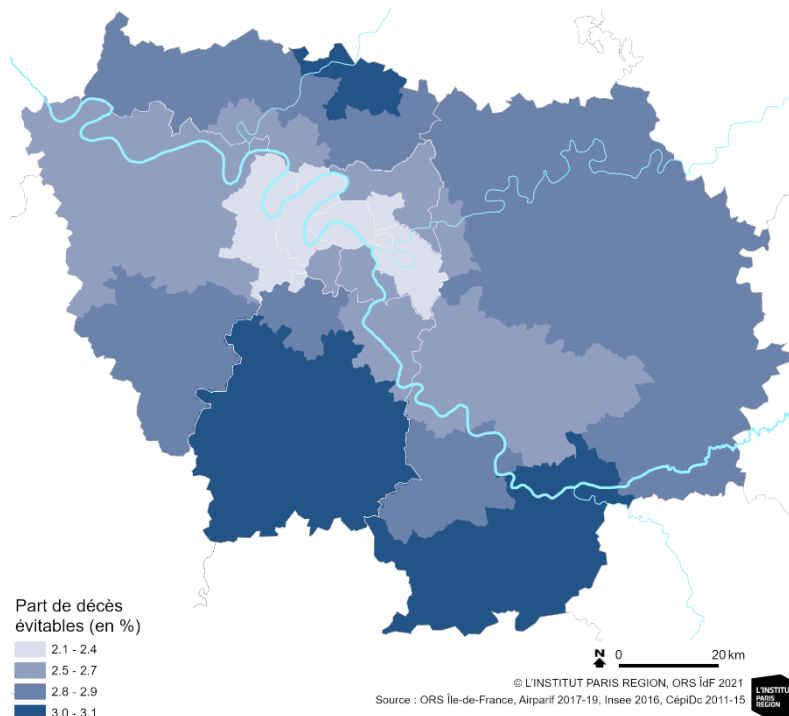 Part de décès
évitables (en %)
2.1 - 2.4
2.5 - 2.7
2.8 - 2.9
3.0 - 3.1
N 0 20 km
© L'INSTITUT PARIS REGION, ORS ÎdF 2021
Source : ORS Île-de-France, Airparif 2017-19, Insee 2016, CépiDc 2011-15
L'INSTITUT
PARIS
REGION